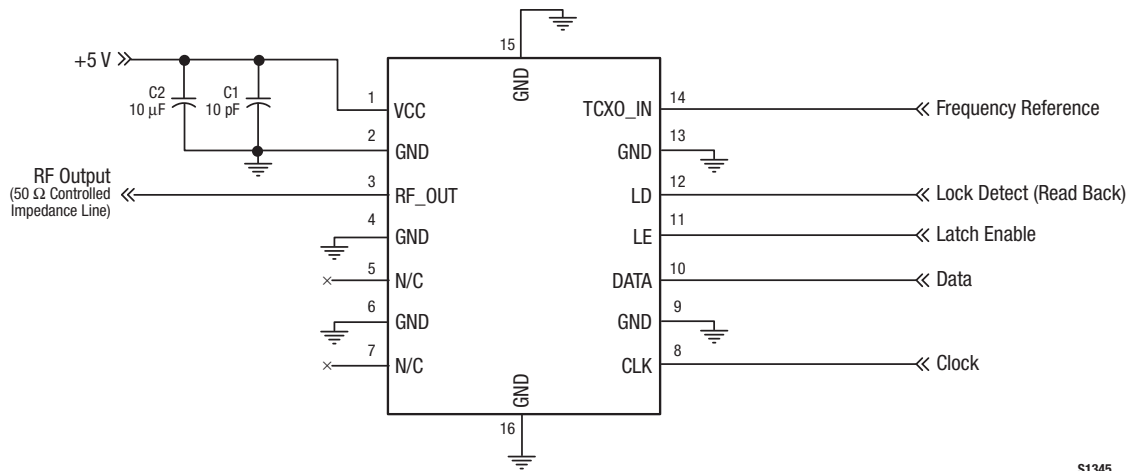 +5 V
C2
10 μF
C1
10 pF
RF Output
(50 Ω Controlled
Impedance Line)
1
VCC
2
GND
3
RF_OUT
4
GND
5
N/C
6
GND
7
N/C
15
GND
GND
16
TCXO_IN
14
Frequency Reference
GND
13
LD
12
Lock Detect (Read Back)
LE
11
Latch Enable
DATA
10
Data
GND
9
CLK
8
Clock
S1345